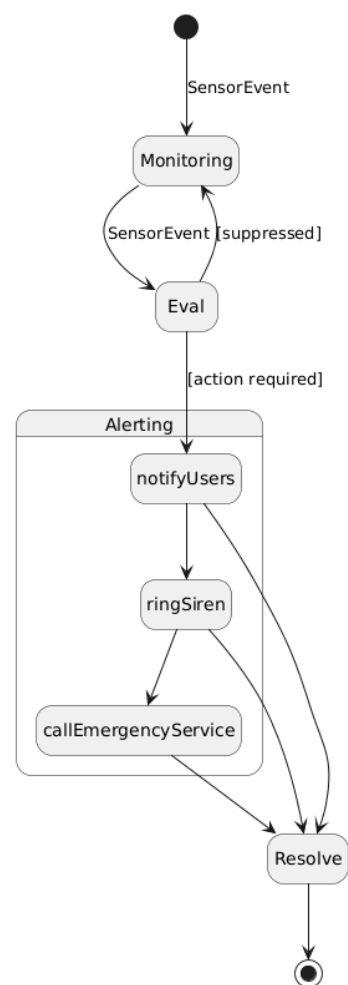 SensorEvent
Monitoring
SensorEvent [suppressed]
Eval
[action required]
Alerting
notifyUsers
ringSiren
callEmergencyService
Resolve